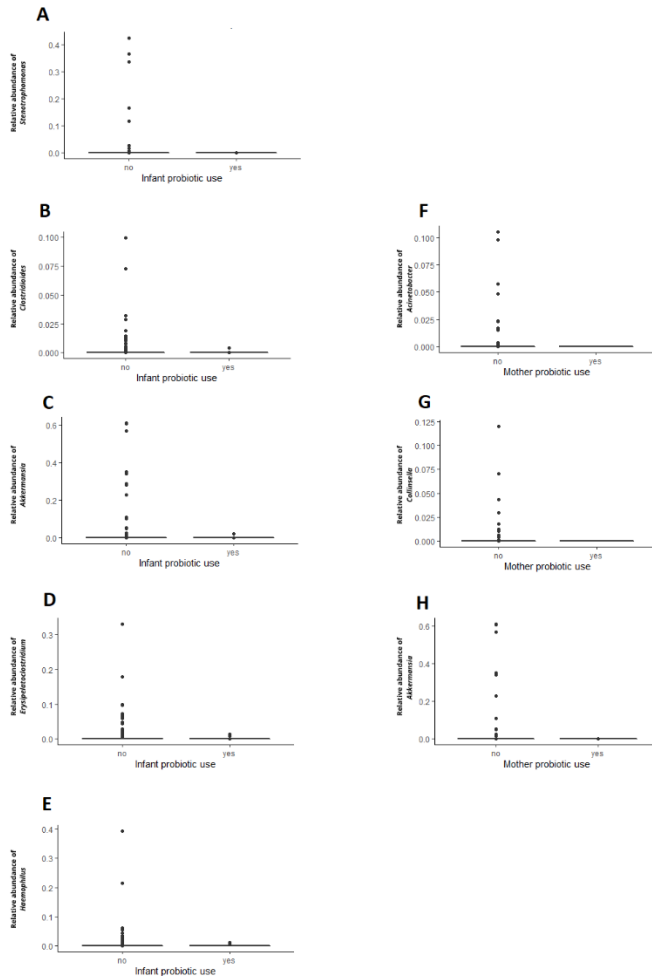 A
Relative abundance of
Stenotrophomonas
0.4
0.3
0.2
0.1
0.0
no
yes
Infant probiotic use
B
Relative abundance of
Clostridioides
0.100
0.075
0.050
0.025
0.000
no
yes
Infant probiotic use
F
Relative abundance of
Acinetobacter
0.100
0.075
0.050
0.025
0.000
no
yes
Mother probiotic use
C
Relative abundance of
Akkermansia
0.6
0.4
0.2
0.0
no
yes
Infant probiotic use
G
Relative abundance of
Collinsella
0.125
0.100
0.075
0.050
0.025
0.000
no
yes
Mother probiotic use
D
Relative abundance of
Erysipelatoclostridium
0.3
0.2
0.1
0.0
no
yes
Infant probiotic use
H
Relative abundance of
Akkermansia
0.6
0.4
0.2
0.0
no
yes
Mother probiotic use
E
Relative abundance of
Haemophilus
0.4
0.3
0.2
0.1
0.0
no
yes
Infant probiotic use